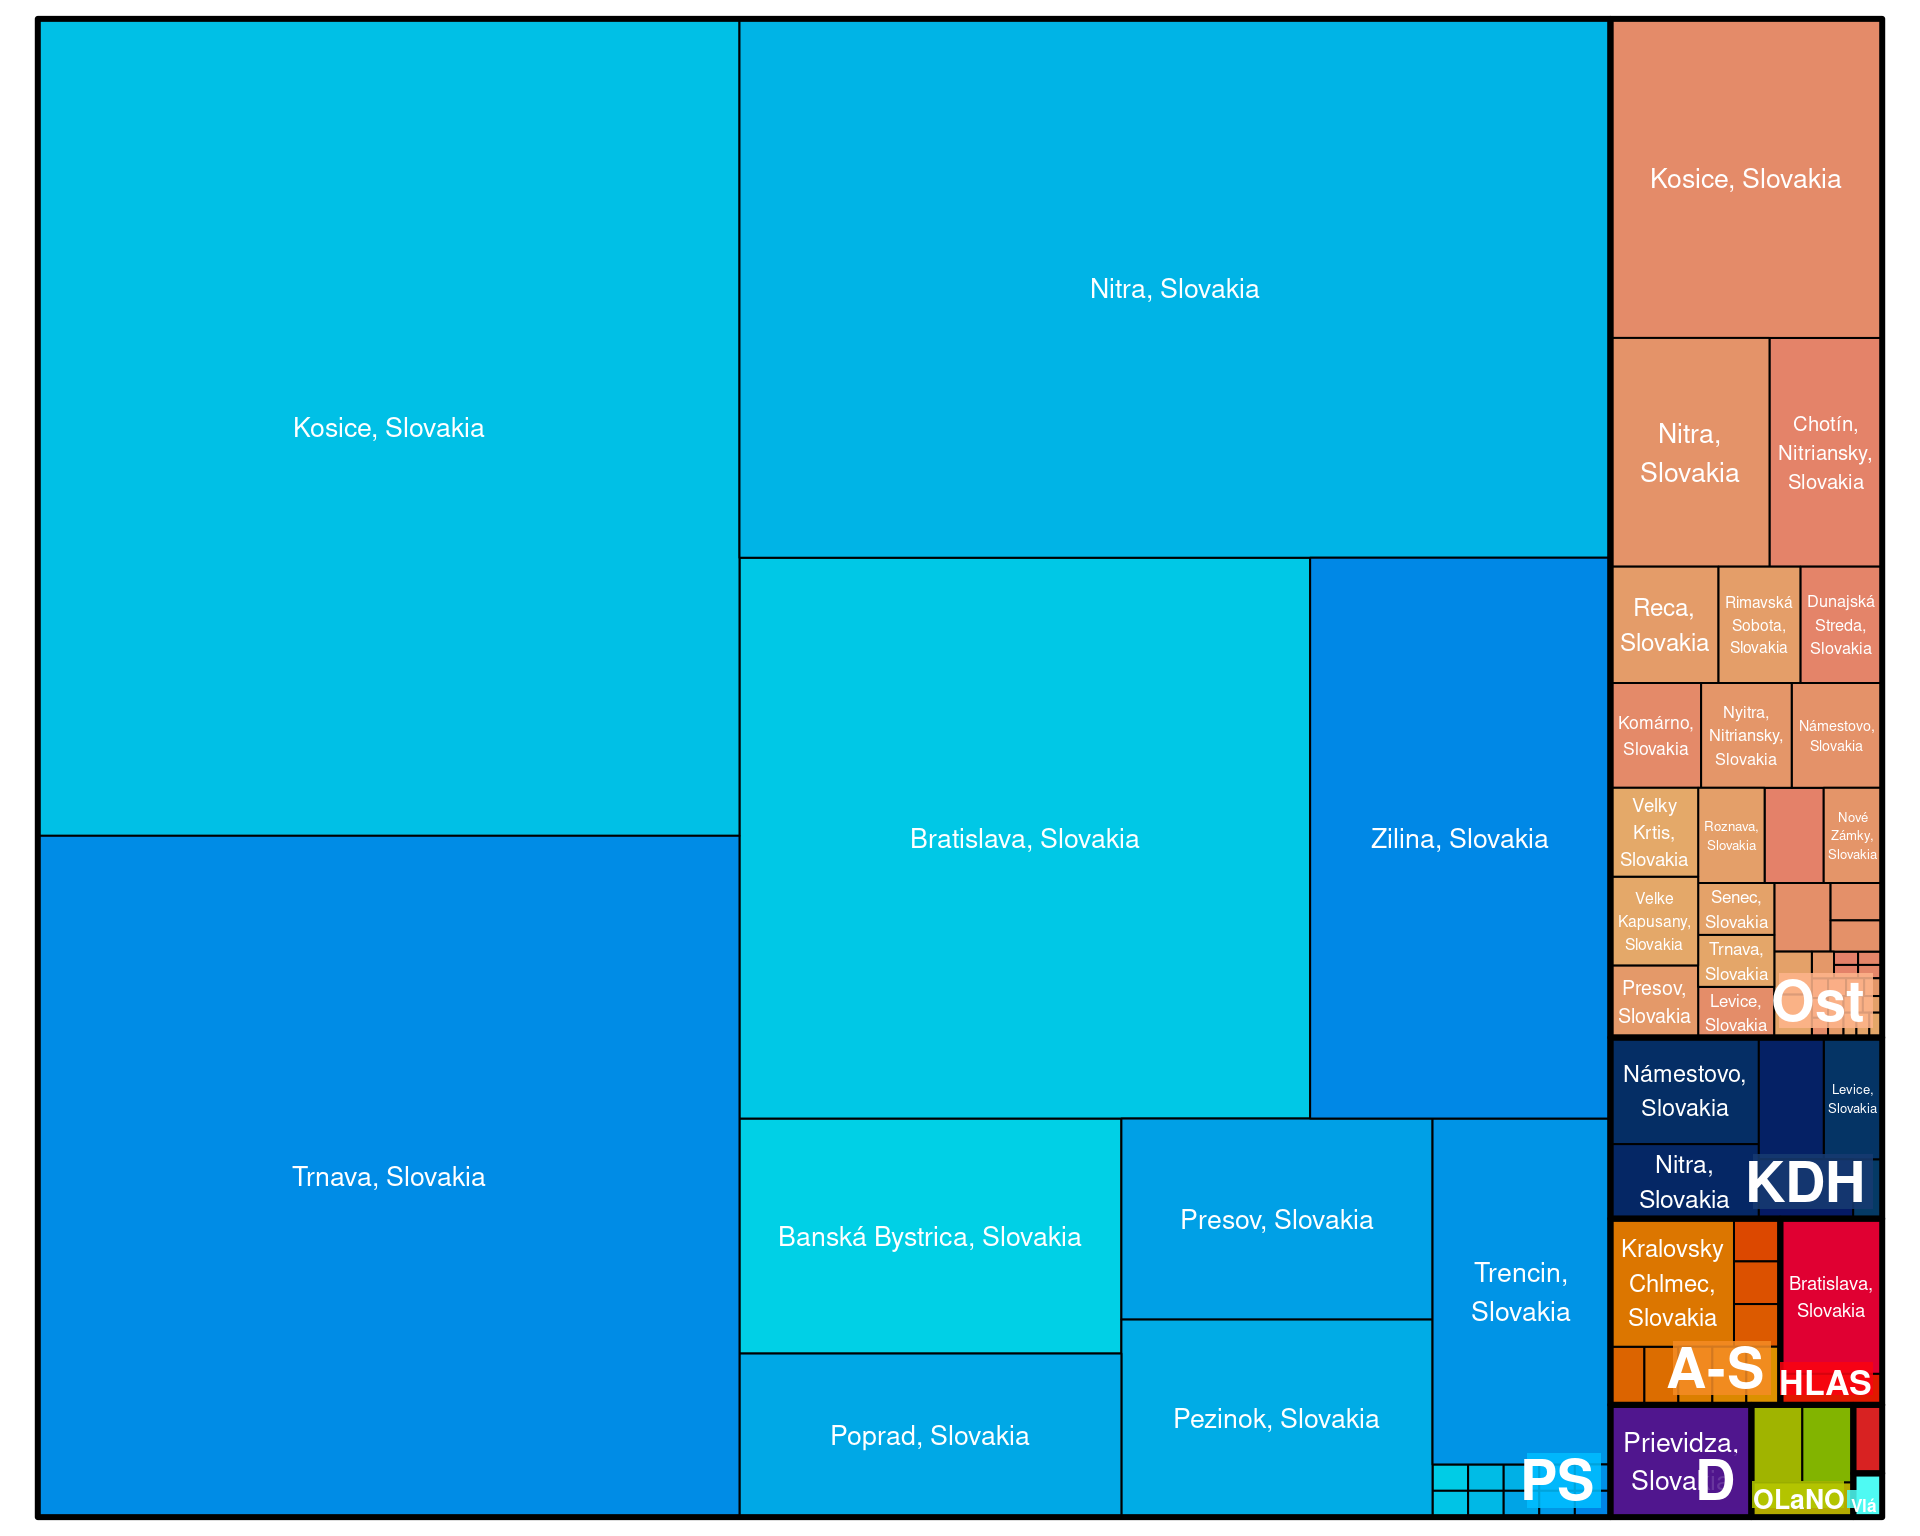 Kosice, Slovakia
Nitra, Slovakia
Bratislava, Slovakia
Zilina, Slovakia
Trnava, Slovakia
Banská Bystrica, Slovakia
Presov, Slovakia
Trencin,
Slovakia
Poprad, Slovakia
Pezinok, Slovakia
PS
Kosice, Slovakia
Nitra,
Slovakia
Chotín,
Nitriansky,
Slovakia
Reca,
Slovakia
Rimavská
Sobota,
Slovakia
Dunajská
Streda,
Slovakia
Komárno,
Slovakia
Nyitra,
Nitriansky,
Slovakia
Námestovo,
Slovakia
Velky
Krtis,
Slovakia
Roznava,
Slovakia
Nové
Zámky,
Slovakia
Velke
Kapusany,
Slovakia
Senec,
Slovakia
Trnava,
Slovakia
Presov,
Slovakia
Levice,
Slovakia
Ost
Námestovo,
Slovakia
Levice,
Slovakia
Nitra,
Slovakia
KDH
Kralovsky
Chlmec,
Slovakia
A-S
Bratislava,
Slovakia
HLAS
Prievidza,
Slovakia
D
OLaNO
Vlá